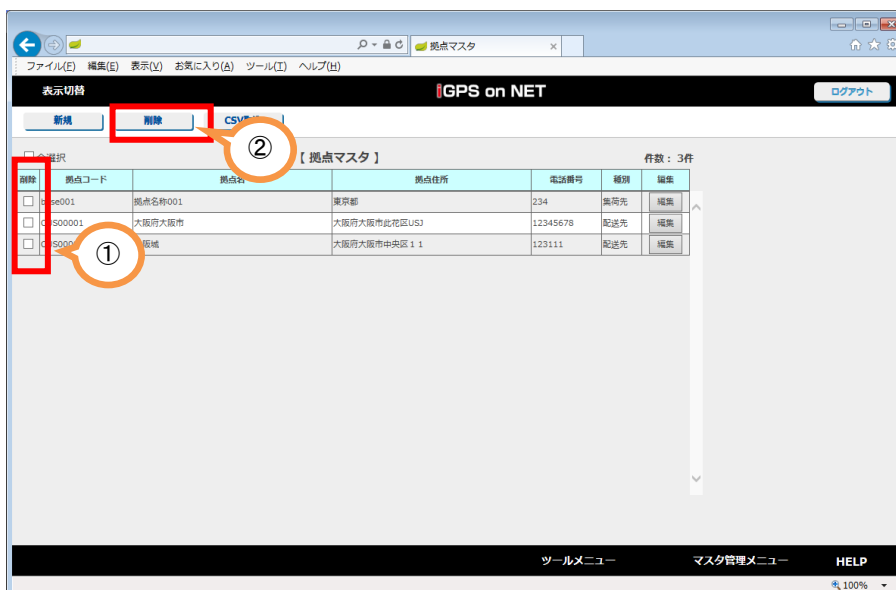 拠点マスタ
ファイル(F) 編集(E) 表示(V) お気に入り(A) ツール(T) ヘルプ(H)
表示切替 iGPS on NET ログアウト
新規 削除 CSV
②
選択 【 拠点マスタ 】 件数: 3件
削除 拠点コード 拠点名 拠点住所 電話番号 種別 編集
se001 拠点名称001 東京都 234 集荷先 編集
S00001 大阪府大阪市 大阪府大阪市此花区USJ 12345678 配送先 編集
S000 阪城 大阪府大阪市中央区11 123111 配送先 編集
①
ツールメニュー マスタ管理メニュー HELP
100%